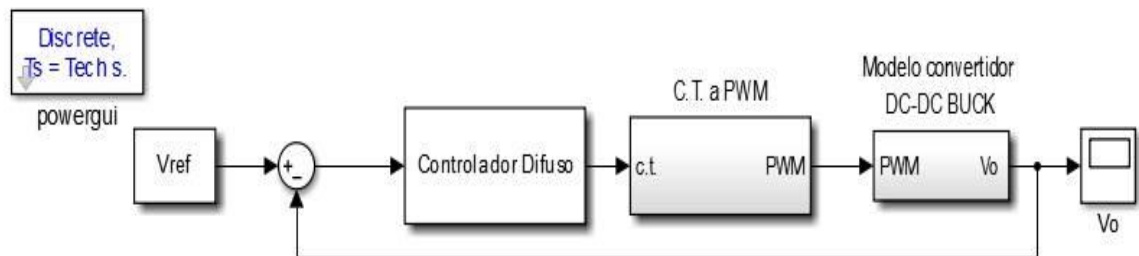 Discrete,
Ts = Tech s.
powergui
Vref
+
-
Controlador Difuso
C.T. a PWM
c.t.
PWM
Modelo convertidor
DC-DC BUCK
PWM
Vo
Vo